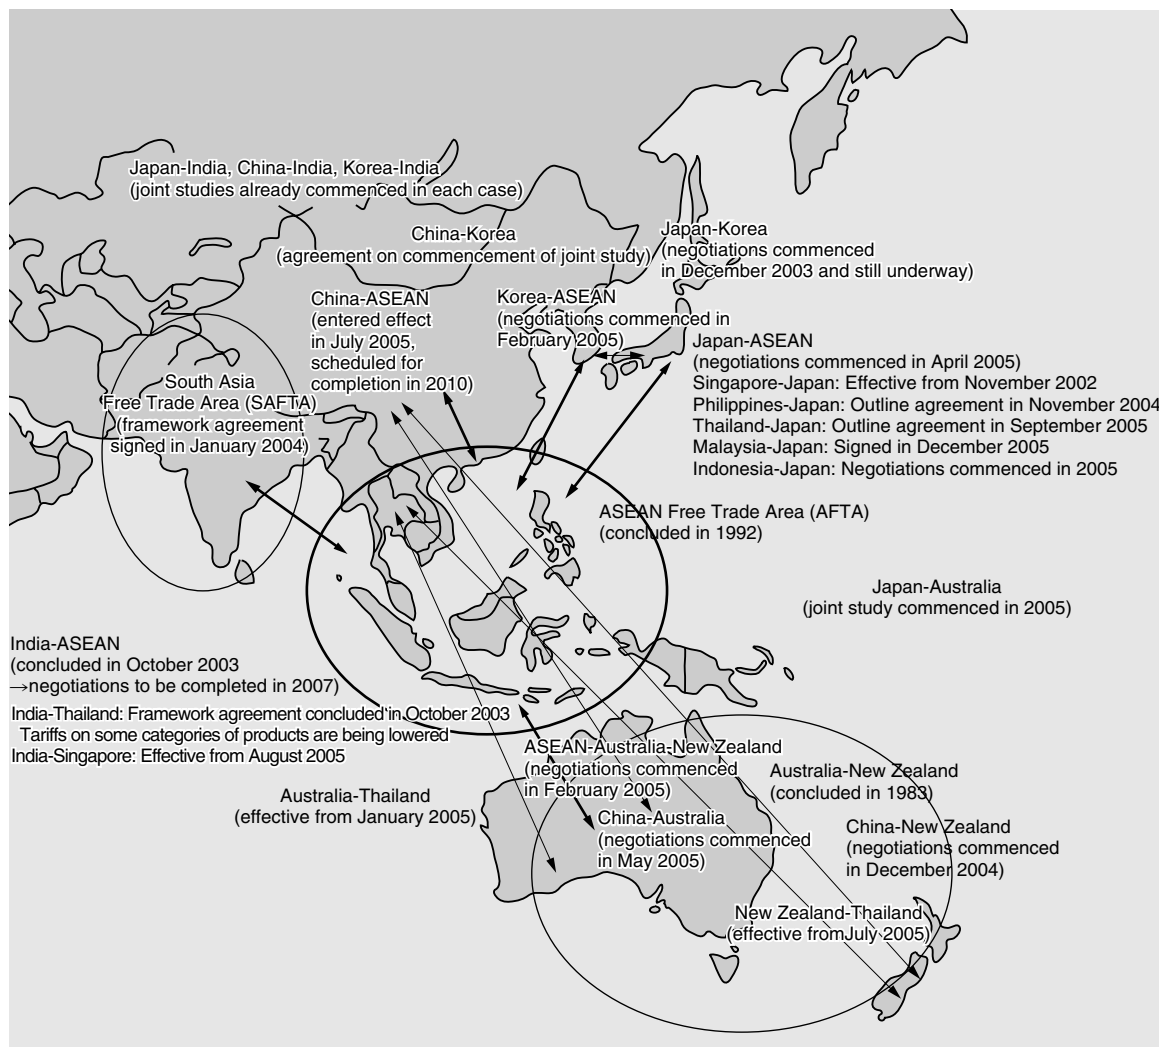 Japan-India, China-India, Korea-India
(joint studies already commenced in each case)
China-Korea
(agreement on commencement of joint study)
Japan-Korea
(negotiations commenced
in December 2003 and still underway)
China-ASEAN
(entered effect
in July 2005,
scheduled for
completion in 2010)
Korea-ASEAN
(negotiations commenced in
February 2005)
Japan-ASEAN
(negotiations commenced in April 2005)
Singapore-Japan: Effective from November 2002
Philippines-Japan: Outline agreement in November 2004
Thailand-Japan: Outline agreement in September 2005
Malaysia-Japan: Signed in December 2005
Indonesia-Japan: Negotiations commenced in 2005
South Asia
Free Trade Area (SAFTA)
(framework agreement
signed in January 2004)
ASEAN Free Trade Area (AFTA)
(concluded in 1992)
Japan-Australia
(joint study commenced in 2005)
India-ASEAN
(concluded in October 2003
→negotiations to be completed in 2007)
India-Thailand: Framework agreement concluded in October 2003
Tariffs on some categories of products are being lowered
India-Singapore: Effective from August 2005
ASEAN-Australia-New Zealand
(negotiations commenced
in February 2005)
Australia-New Zealand
(concluded in 1983)
Australia-Thailand
(effective from January 2005)
China-Australia
(negotiations commenced
in May 2005)
China-New Zealand
(negotiations commenced
in December 2004)
New Zealand-Thailand
(effective fromJuly 2005)